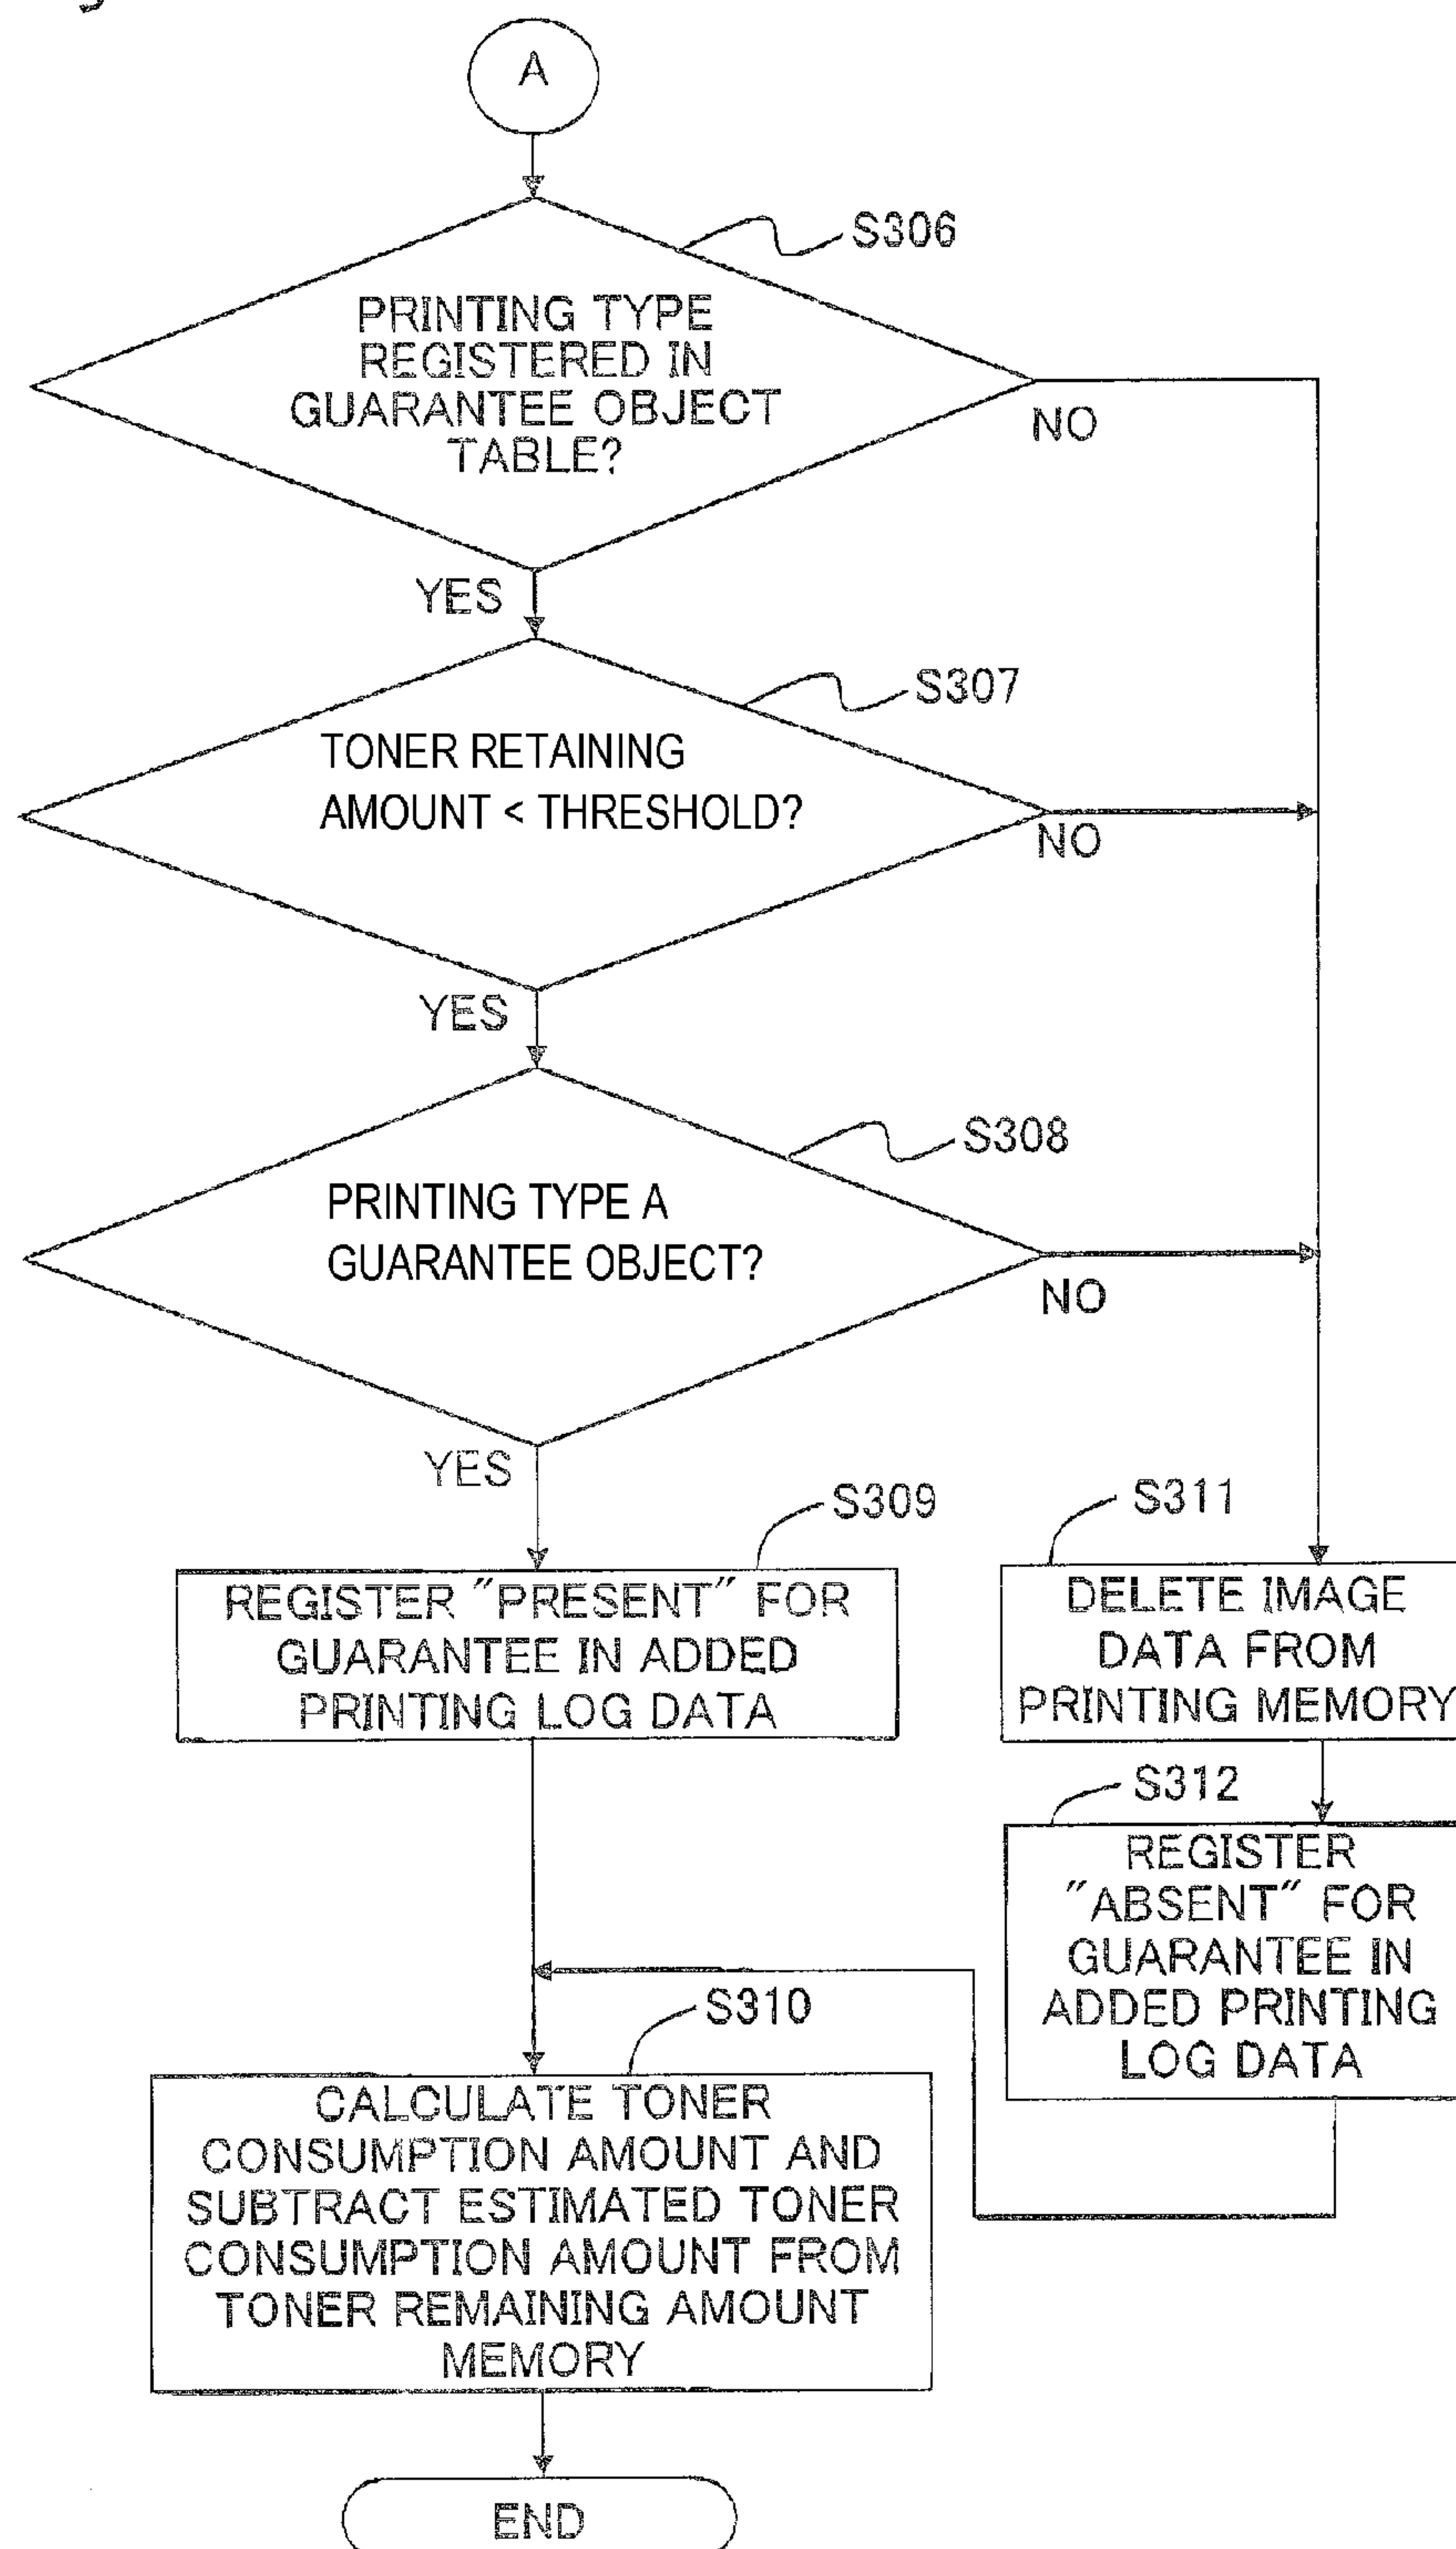 A
S306
PRINTING TYPE
REGISTERED IN
GUARANTEE OBJECT
TABLE?
NO
YES
S307
TONER RETAINING
AMOUNT < THRESHOLD?
NO
YES
S308
PRINTING TYPE A
GUARANTEE OBJECT?
NO
YES
S309
REGISTER "PRESENT" FOR
GUARANTEE IN ADDED
PRINTING LOG DATA
S311
DELETE IMAGE
DATA FROM
PRINTING MEMORY
S312
REGISTER
"ABSENT" FOR
GUARANTEE IN
ADDED PRINTING
LOG DATA
S310
CALCULATE TONER
CONSUMPTION AMOUNT AND
SUBTRACT ESTIMATED TONER
CONSUMPTION AMOUNT FROM
TONER REMAINING AMOUNT
MEMORY
END